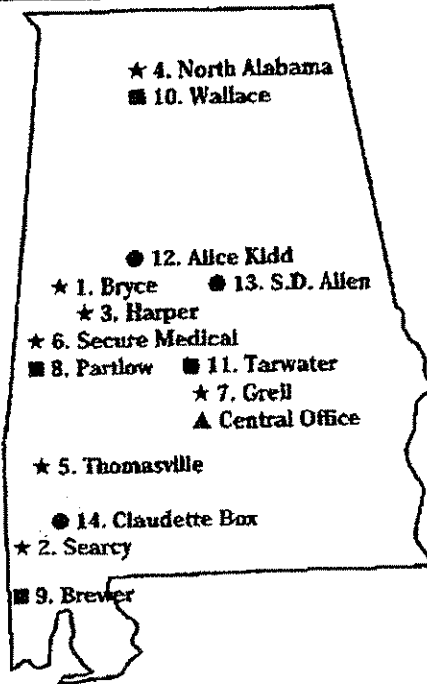 ★ 4. North Alabama
■ 10. Wallace
● 12. Alice Kidd
★ 1. Bryce ● 13. S.D. Allen
★ 3. Harper
★ 6. Secure Medical
■ 8. Partlow ■ 11. Tarwater
★ 7. Greil
▲ Central Office
★ 5. Thomasville
● 14. Claudette Box
★ 2. Searcy
■ 9. Brewer